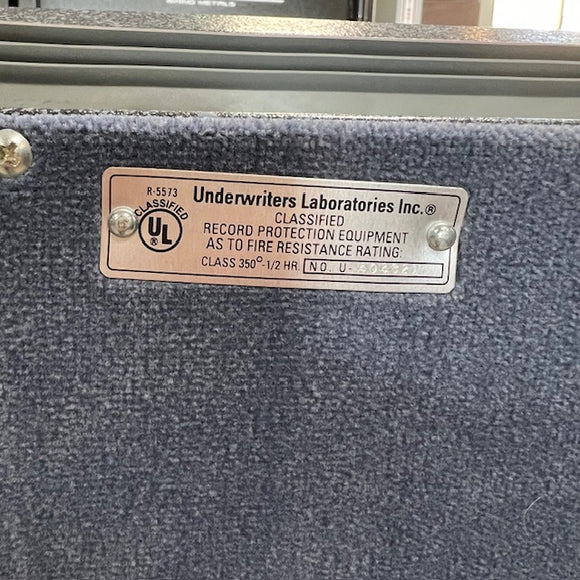 R-5573
CLASSIFIED
UL®
Underwriters Laboratories Inc.®
CLASSIFIED
RECORD PROTECTION EQUIPMENT
AS TO FIRE RESISTANCE RATING:
CLASS 350°-1/2 HR. NO. U-